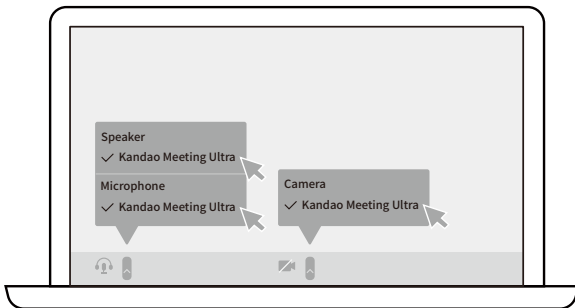 Speaker
✓ Kandao Meeting Ultra
Microphone
✓ Kandao Meeting Ultra
Camera
✓ Kandao Meeting Ultra